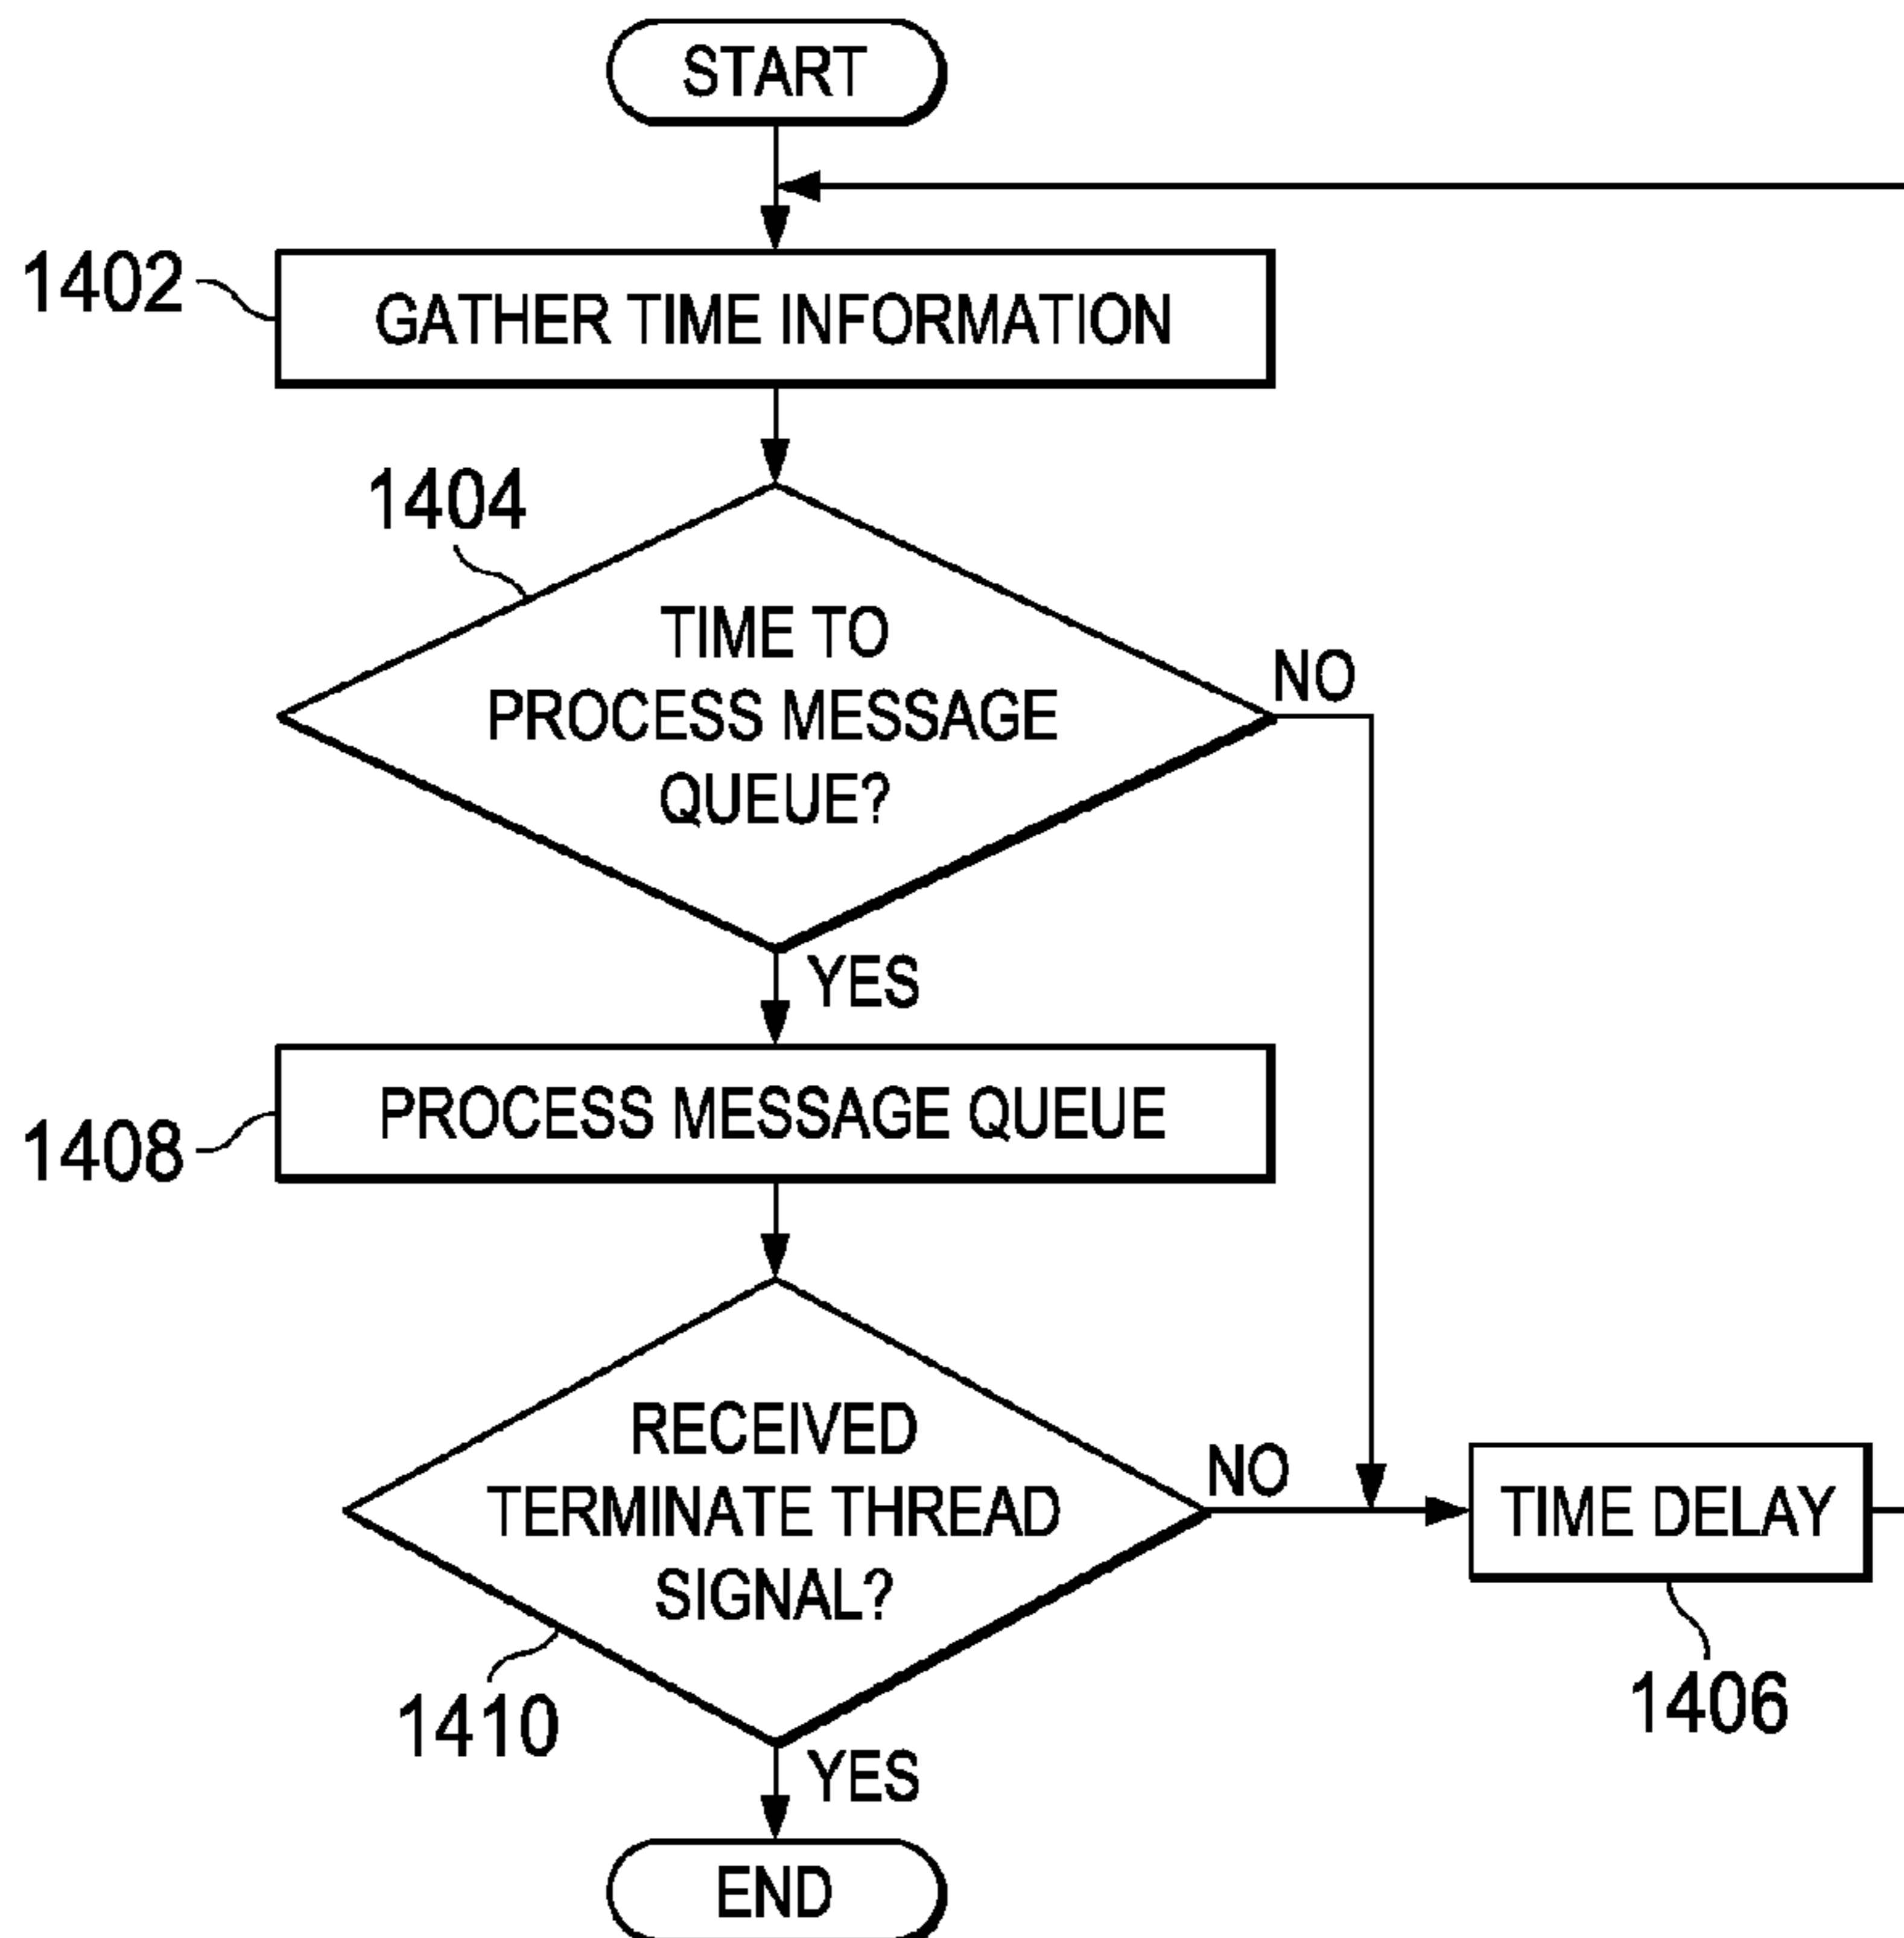 START
1402
GATHER TIME INFORMATION
1404
TIME TO
PROCESS MESSAGE
QUEUE?
NO
YES
1408
PROCESS MESSAGE QUEUE
RECEIVED
TERMINATE THREAD
SIGNAL?
NO
TIME DELAY
1410
1406
YES
END